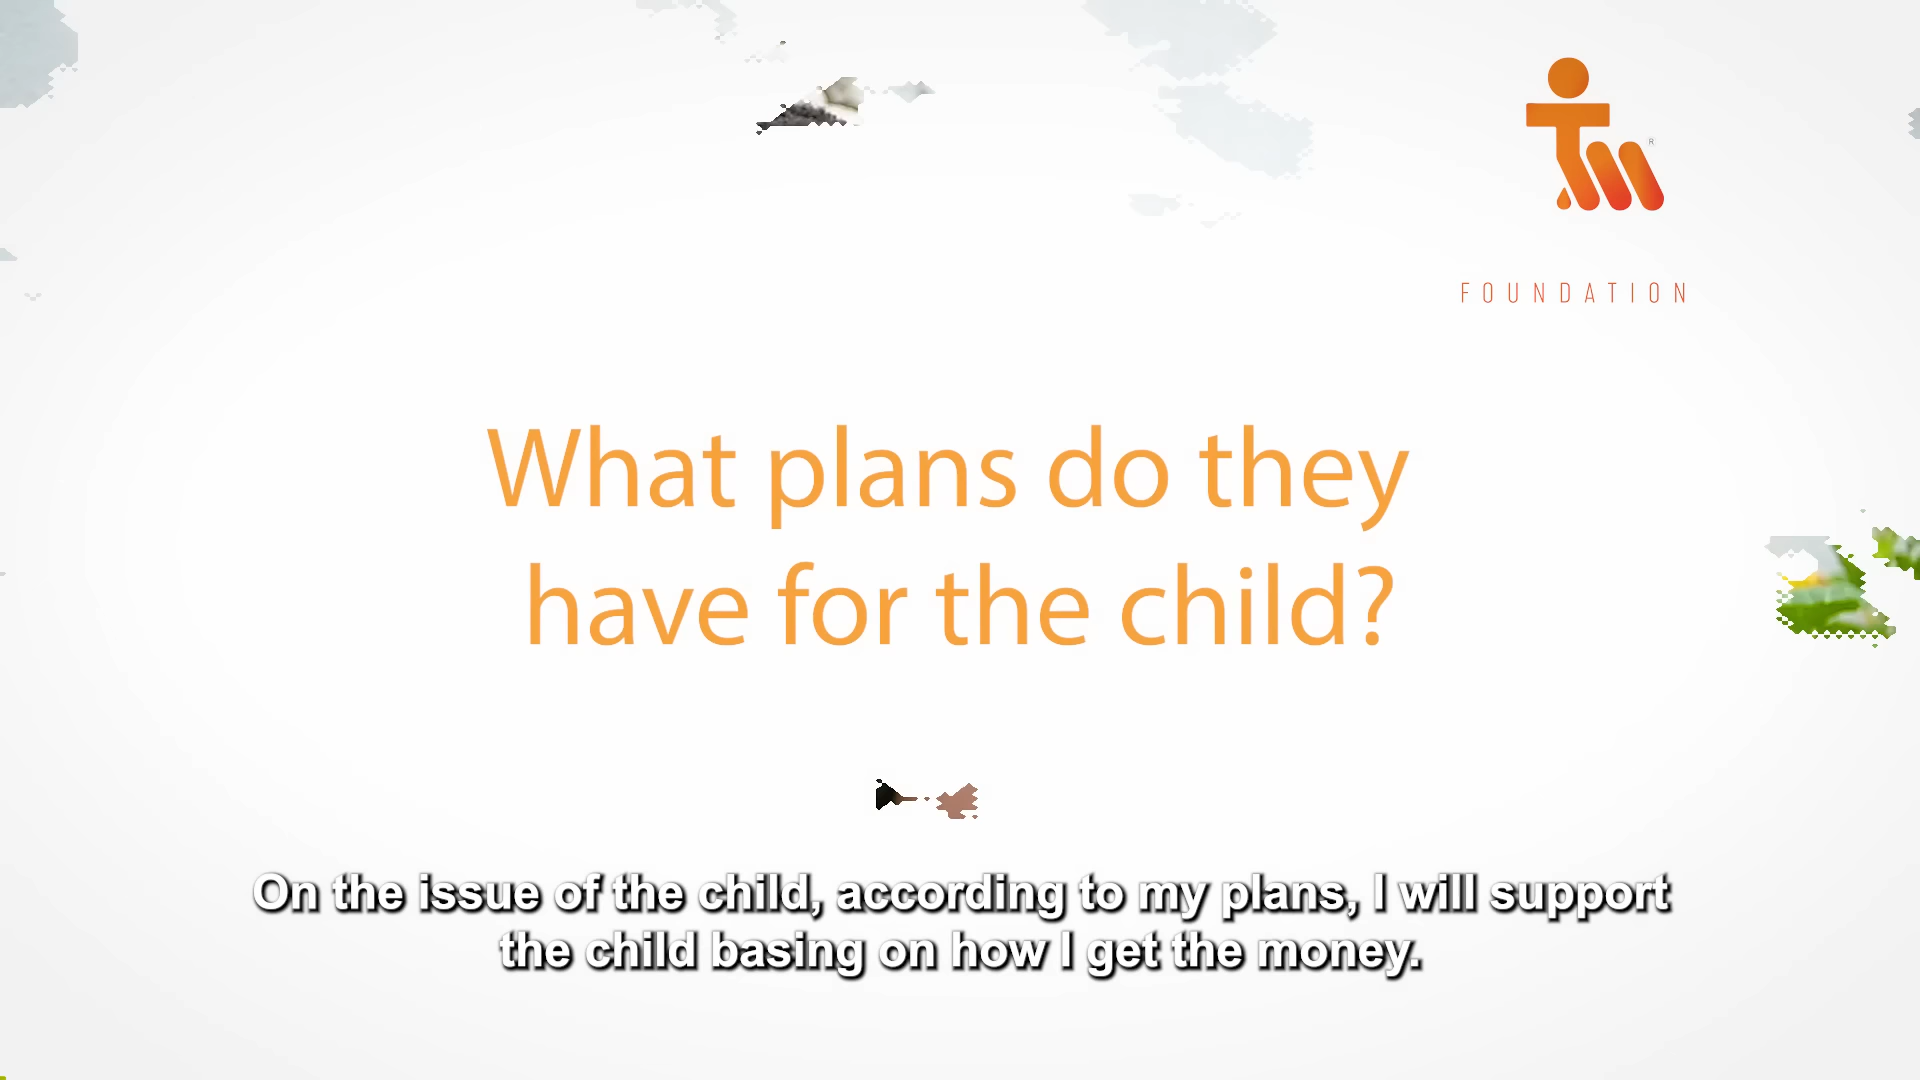 ®
FOUNDATION
What plans do they
have for the child?
On the issue of the child, according to my plans, I will support
the child basing on how I get the money.